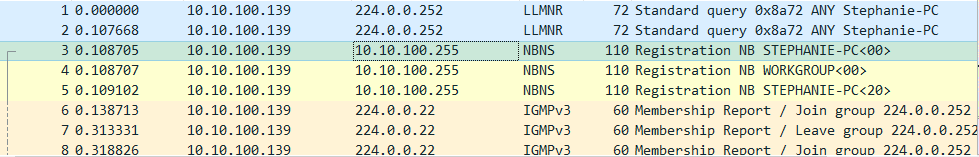 1 0.000000 10.10.100.139 224.0.0.252 LLMNR 72 Standard query 0x8a72 ANY Stephanie-PC
2 0.107668 10.10.100.139 224.0.0.252 LLMNR 72 Standard query 0x8a72 ANY Stephanie-PC
3 0.108705 10.10.100.139 10.10.100.255 NBNS 110 Registration NB STEPHANIE-PC<00>
4 0.108707 10.10.100.139 10.10.100.255 NBNS 110 Registration NB WORKGROUP<00>
5 0.109102 10.10.100.139 10.10.100.255 NBNS 110 Registration NB STEPHANIE-PC<20>
6 0.138713 10.10.100.139 224.0.0.22 IGMPv3 60 Membership Report / Join group 224.0.0.252
7 0.313331 10.10.100.139 224.0.0.22 IGMPv3 60 Membership Report / Leave group 224.0.0.252
8 0.318826 10.10.100.139 224.0.0.22 IGMPv3 60 Membership Report / Join group 224.0.0.252